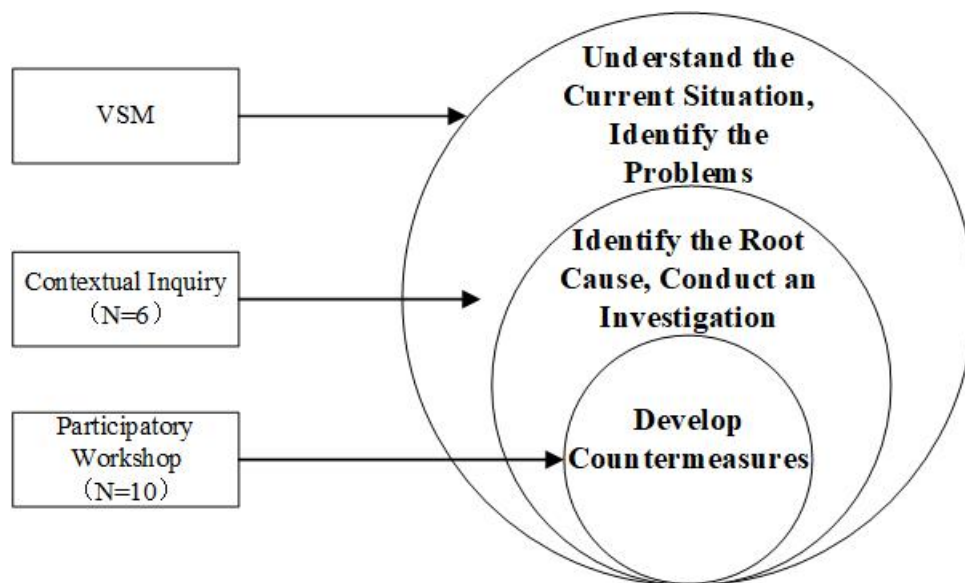 VSM
Contextual Inquiry
（N=6）
Participatory
Workshop
（N=10）
Understand the
Current Situation,
Identify the
Problems
Identify the Root
Cause, Conduct an
Investigation
Develop
Countermeasures